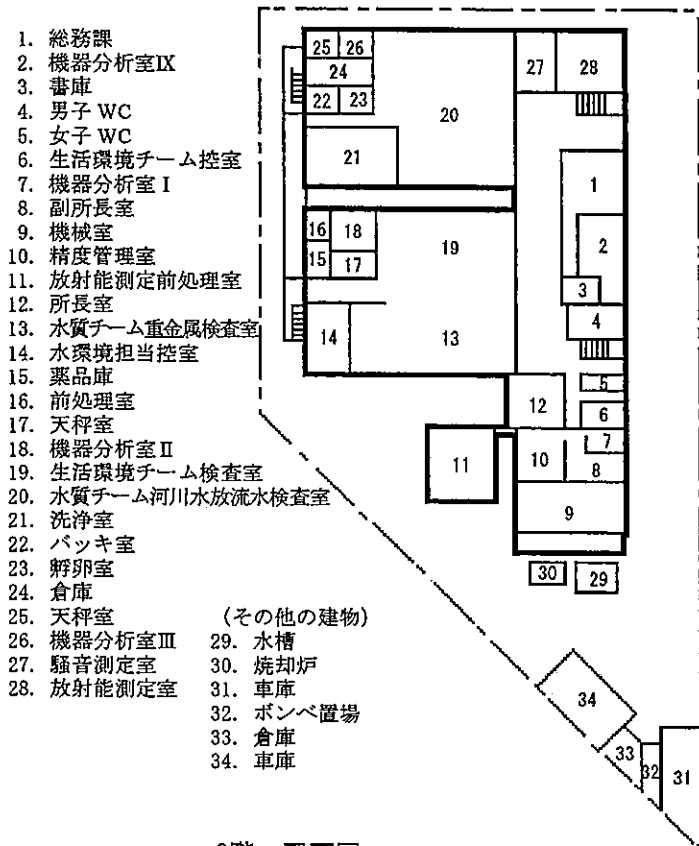 1. 総務課
2. 機器分析室Ⅸ
3. 書庫
4. 男子 WC
5. 女子 WC
6. 生活環境チーム控室
7. 機器分析室Ⅰ
8. 副所長室
9. 機械室
10. 精度管理室
11. 放射能測定前処理室
12. 所長室
13. 水質チーム重金属検査室
14. 水環境担当控室
15. 薬品庫
16. 前処理室
17. 天秤室
18. 機器分析室Ⅱ
19. 生活環境チーム検査室
20. 水質チーム河川水放流水検査室
21. 洗浄室
22. バッキ室
23. 孵卵室
24. 倉庫
25. 天秤室
26. 機器分析室Ⅲ
27. 騒音測定室
28. 放射能測定室
(その他の建物)
29. 水槽
30. 焼却炉
31. 車庫
32. ボンベ置場
33. 倉庫
34. 車庫
25 26 27 28
24
22 23 20
21
1
16 18 19 2
15 17
3
14 13 4
5
12 6
7
11 10 8
9
30 29
34
33 32 31